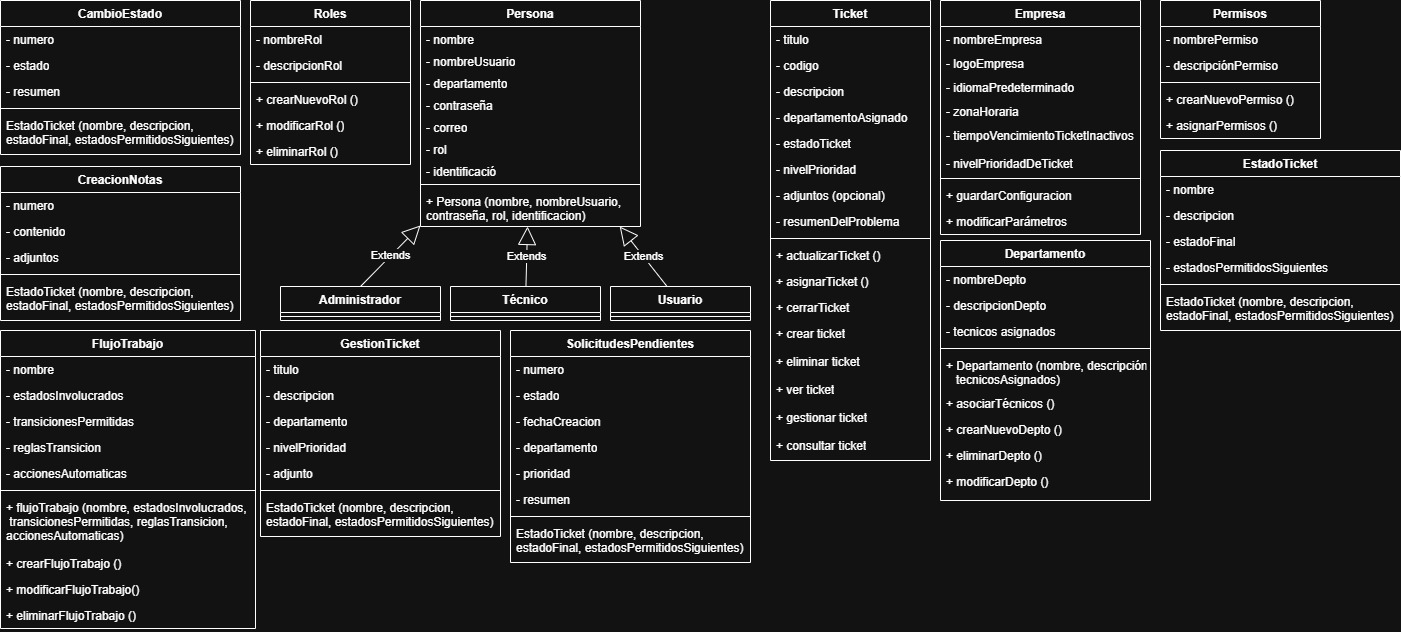 CambioEstado
- numero
- estado
- resumen
EstadoTicket (nombre, descripcion,
estadoFinal, estadosPermitidosSiguientes)
Roles
- nombreRol
- descripcionRol
+ crearNuevoRol ()
+ modificarRol ()
+ eliminarRol ()
Persona
- nombre
- nombreUsuario
- departamento
- contraseña
- correo
- rol
- identificació
+ Persona (nombre, nombreUsuario,
contraseña, rol, identificacion)
Extends
Extends
Extends
Administrador
Técnico
Usuario
CreacionNotas
- numero
- contenido
- adjuntos
EstadoTicket (nombre, descripcion,
estadoFinal, estadosPermitidosSiguientes)
FlujoTrabajo
- nombre
- estadosInvolucrados
- transicionesPermitidas
- reglasTransicion
- accionesAutomaticas
+ flujoTrabajo (nombre, estadosInvolucrados,
transicionesPermitidas, reglasTransicion,
accionesAutomaticas)
+ crearFlujoTrabajo ()
+ modificarFlujoTrabajo()
+ eliminarFlujoTrabajo ()
GestionTicket
- titulo
- descripcion
- departamento
- nivelPrioridad
- adjunto
EstadoTicket (nombre, descripcion,
estadoFinal, estadosPermitidosSiguientes)
SolicitudesPendientes
- numero
- estado
- fechaCreacion
- departamento
- prioridad
- resumen
EstadoTicket (nombre, descripcion,
estadoFinal, estadosPermitidosSiguientes)
Ticket
- titulo
- codigo
- descripcion
- departamentoAsignado
- estadoTicket
- nivelPrioridad
- adjuntos (opcional)
- resumenDelProblema
+ actualizarTicket ()
+ asignarTicket ()
+ cerrarTicket
+ crear ticket
+ eliminar ticket
+ ver ticket
+ gestionar ticket
+ consultar ticket
Empresa
- nombreEmpresa
- logoEmpresa
- idiomaPredeterminado
- zonaHoraria
- tiempoVencimientoTicketInactivos
- nivelPrioridadDeTicket
+ guardarConfiguracion
+ modificarParámetros
Departamento
- nombreDepto
- descripcionDepto
- tecnicos asignados
+ Departamento (nombre, descripción
tecnicosAsignados)
+ asociarTécnicos ()
+ crearNuevoDepto ()
+ eliminarDepto ()
+ modificarDepto ()
Permisos
- nombrePermiso
- descripciónPermiso
+ crearNuevoPermiso ()
+ asignarPermisos ()
EstadoTicket
- nombre
- descripcion
- estadoFinal
- estadosPermitidosSiguientes
EstadoTicket (nombre, descripcion,
estadoFinal, estadosPermitidosSiguientes)